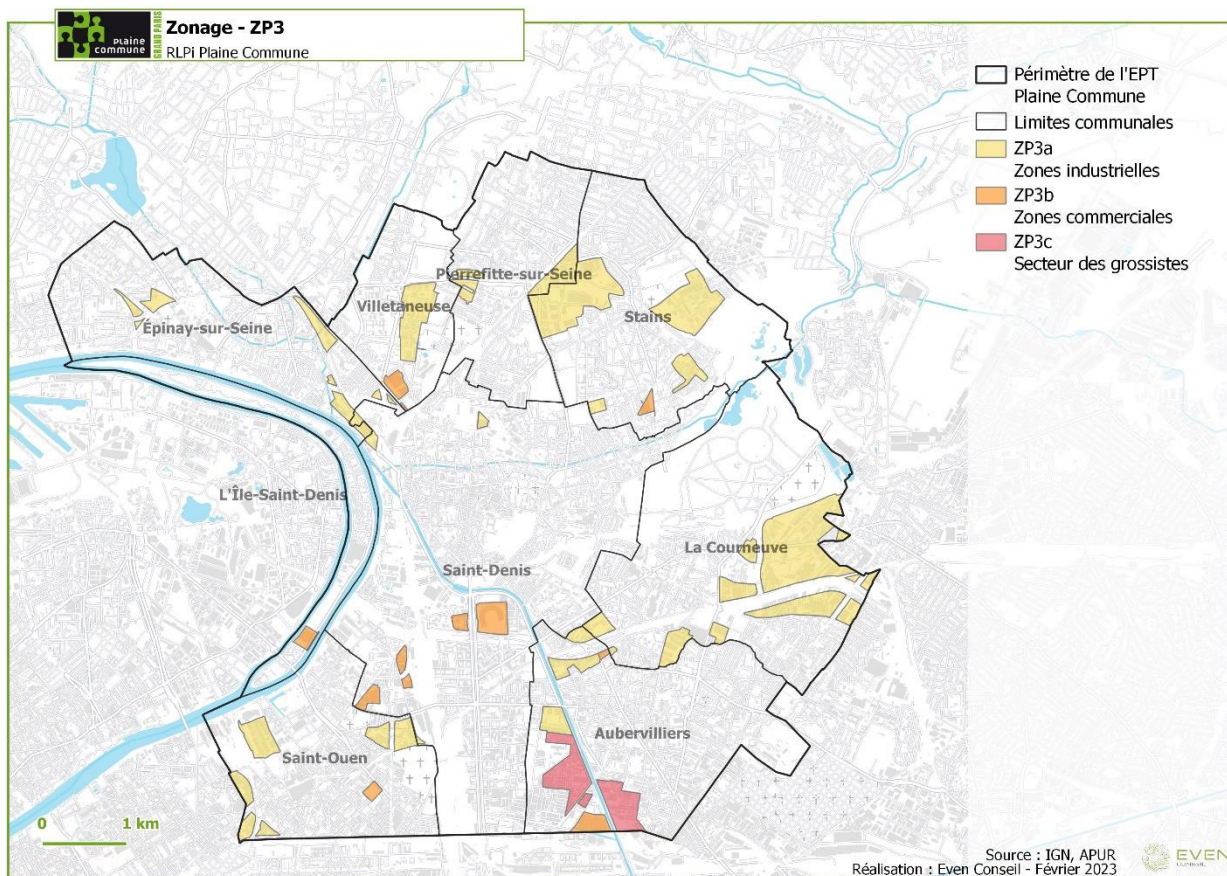 plaine
commune
GRAND PARIS
Zonage - ZP3
RLPi Plaine Commune
Périmètre de l'EPT
Plaine Commune
Limites communales
ZP3a
Zones industrielles
ZP3b
Zones commerciales
ZP3c
Secteur des grossistes
Pierrefitte-sur-Seine
Villetaneuse
Stains
Épinay-sur-Seine
L'Île-Saint-Denis
La Courneuve
Saint-Denis
Aubervilliers
Saint-Ouen
0 1 km
Source : IGN, APUR
Réalisation : Even Conseil - Février 2023
EVEN
CONSEIL